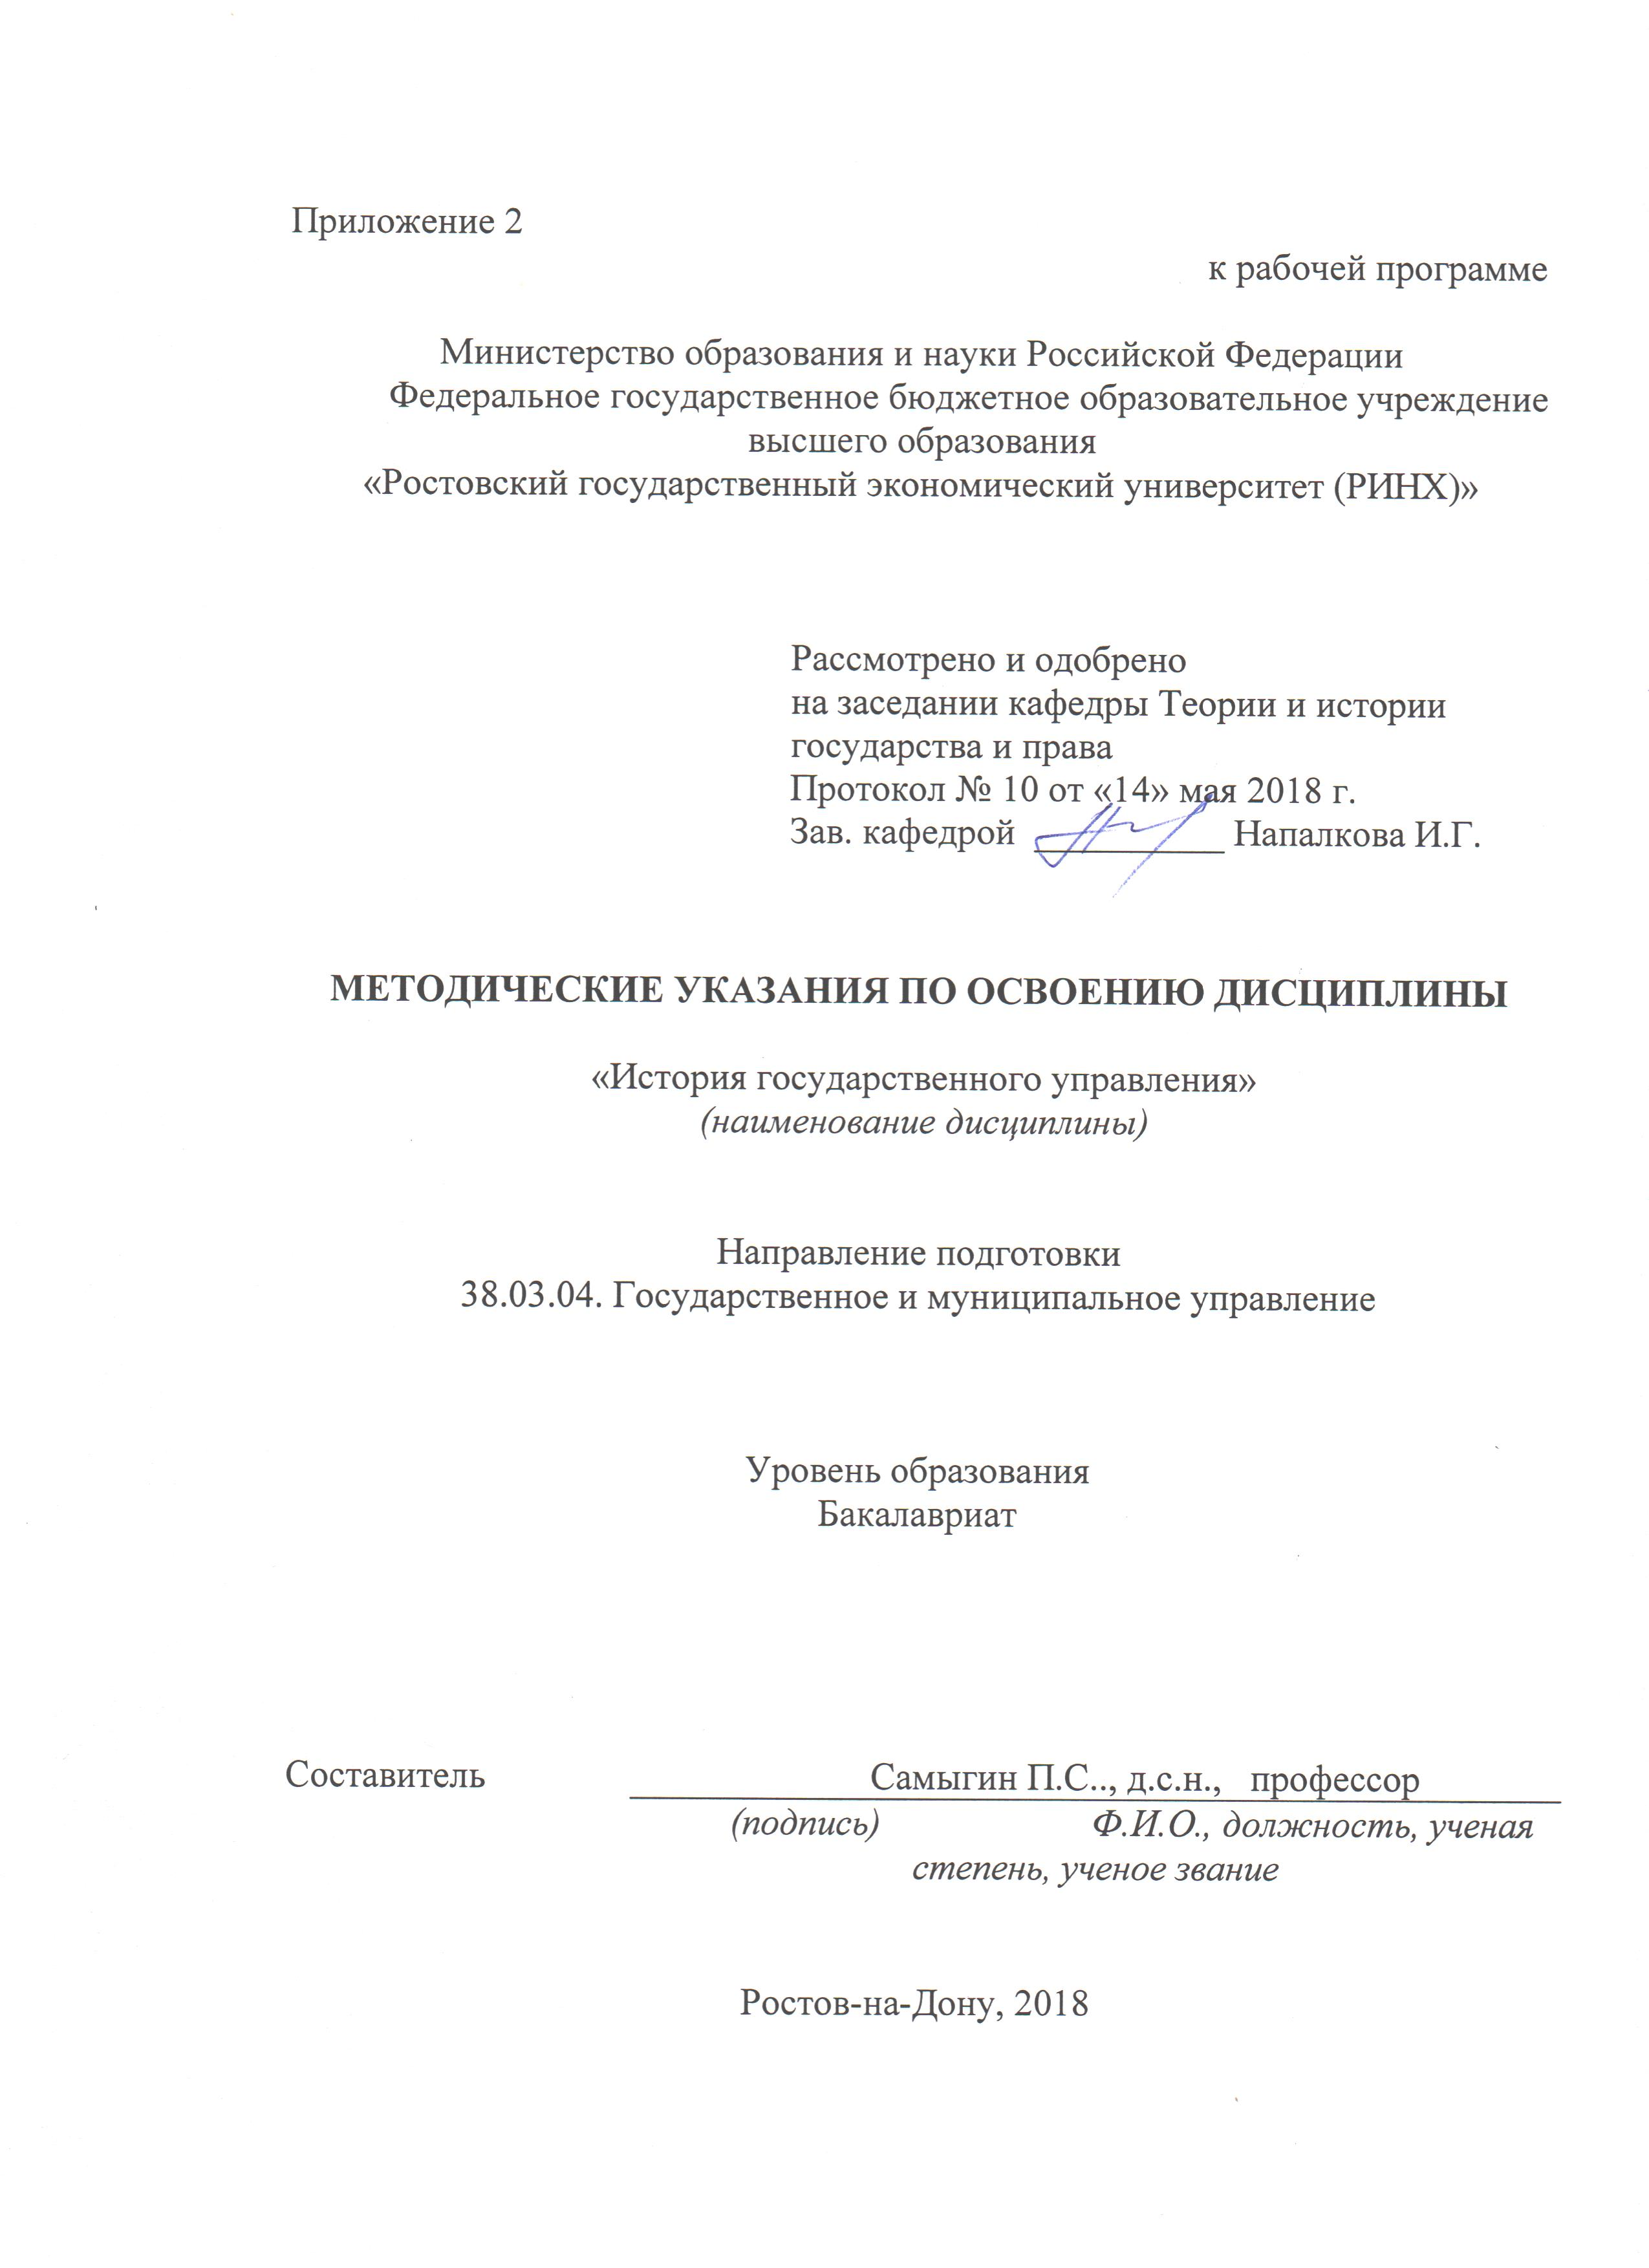 Приложение 2
к рабочей программе
Министерство образования и науки Российской Федерации
Федеральное государственное бюджетное образовательное учреждение
высшего образования
«Ростовский государственный экономический университет (РИНХ)»
Рассмотрено и одобрено
на заседании кафедры Теории и истории
государства и права
Протокол № 10 от «14» мая 2018 г.
Зав. кафедрой __________ Напалкова И.Г.
МЕТОДИЧЕСКИЕ УКАЗАНИЯ ПО ОСВОЕНИЮ ДИСЦИПЛИНЫ
«История государственного управления»
(наименование дисциплины)
Направление подготовки
38.03.04. Государственное и муниципальное управление
Уровень образования
Бакалавриат
Составитель Самыгин П.С.., д.с.н., профессор
(подпись) Ф.И.О., должность, ученая
степень, ученое звание
Ростов-на-Дону, 2018